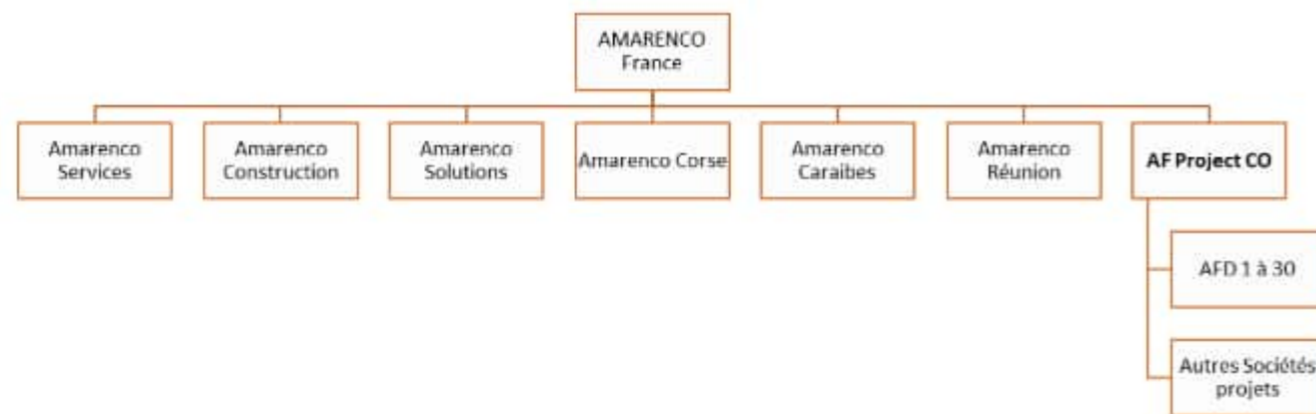 AMARENCO
France
Amarenco
Services
Amarenco
Construction
Amarenco
Solutions
Amarenco Corse
Amarenco
Caraibes
Amarenco
Réunion
AF Project CO
AFD 1 à 30
Autres Sociétés
projets